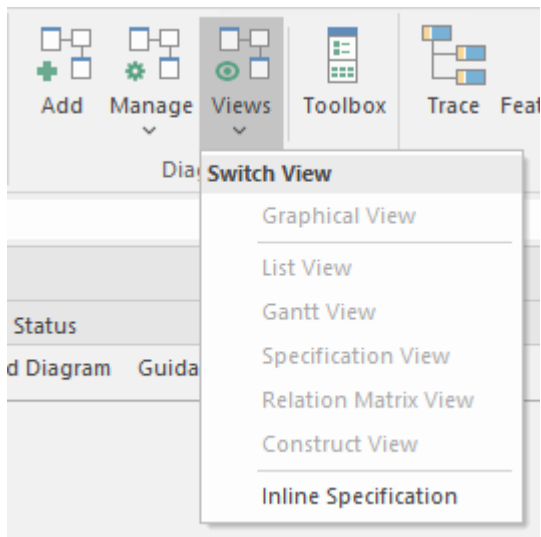 Add Manage Views Toolbox Trace
Switch View
Graphical View
List View
Gantt View
Status
Specification View
d Diagram
Relation Matrix View
Construct View
Inline Specification